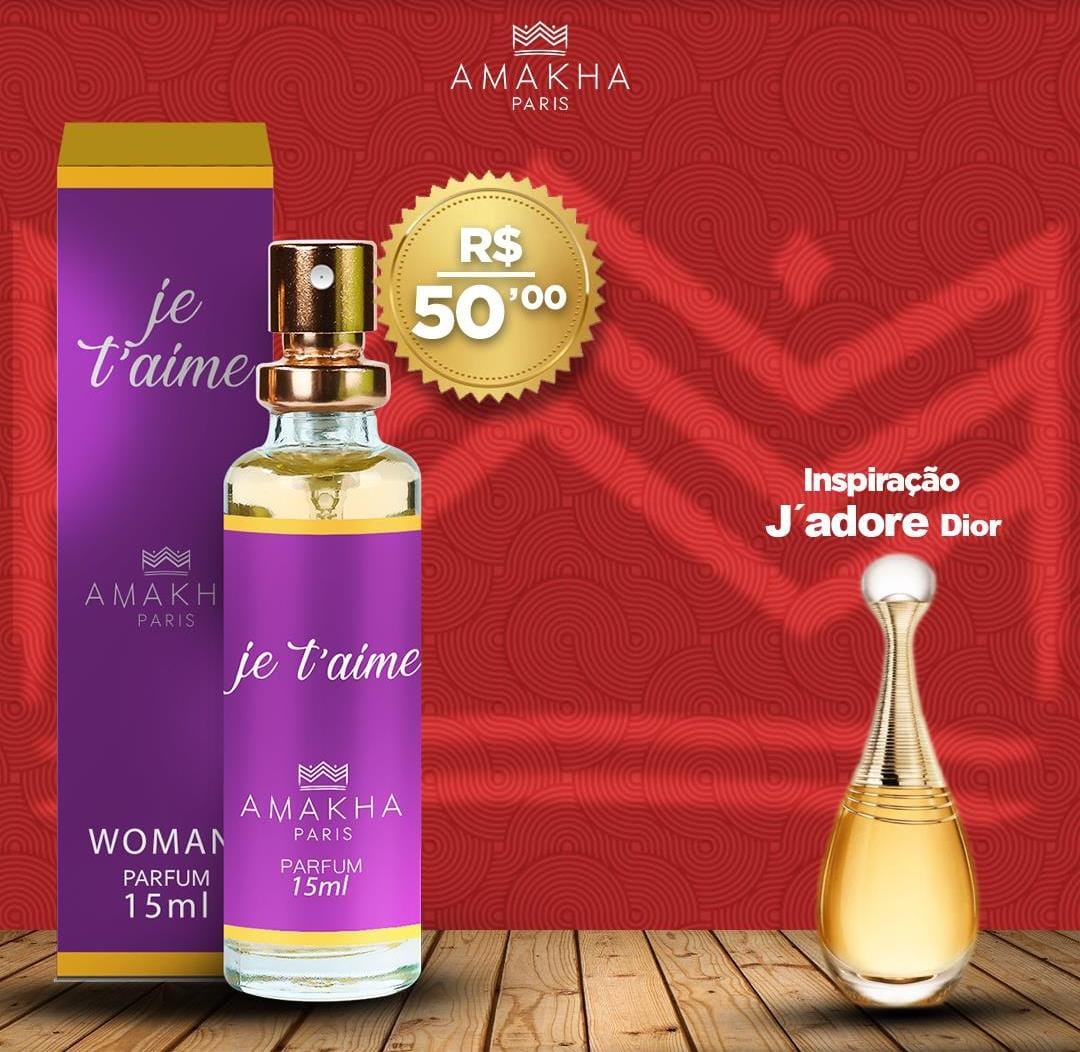 AMAKHA
PARIS
je
t'aime
AMAKH
PARIS
WOMAN
PARFUM
15ml
R$
50,00
je t'aime
AMAKHA
PARIS
PARFUM
15ml
Inspiração
J´adore Dior